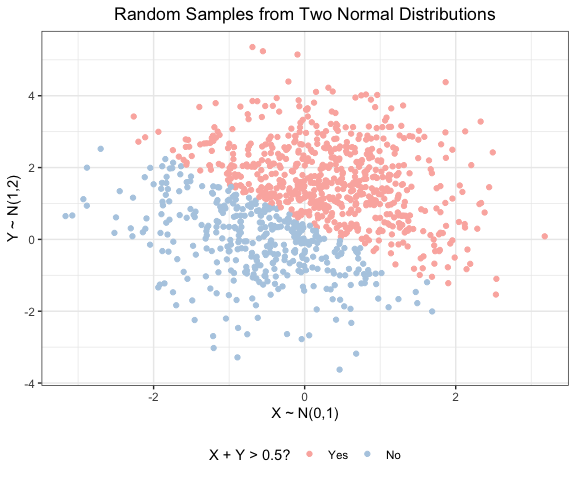 Random Samples from Two Normal Distributions
Y ~ N(1,2)
4
2
0
-2
-4
-2
0
2
X ~ N(0,1)
X + Y > 0.5?
Yes
No